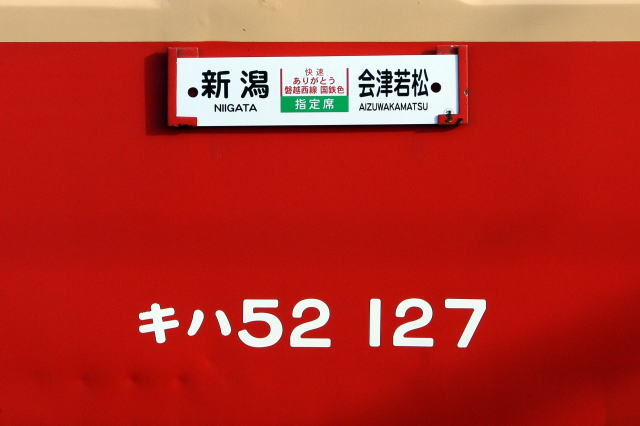 新潟
NIIGATA
快速
ありがとう
磐越西線 国鉄色
指定席
会津若松
AIZUWAKAMATSU
キハ52 127